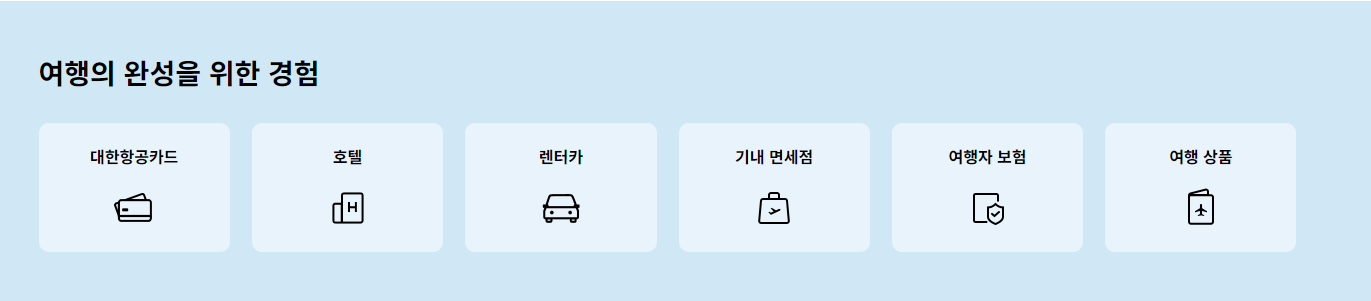 여행의 완성을 위한 경험
대한항공카드
호텔
렌터카
기내 면세점
여행자 보험
여행 상품